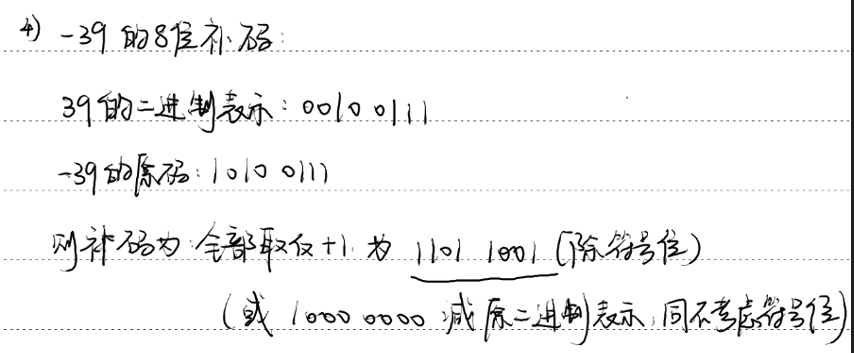 4) -39的8位补码:
39的二进制表示: 0010 0111
-39的原码: 1010 0111
则补码为:全部取反+1,为 1101 1001 (除符号位)
(或 1000 0000 减原二进制表示,同不考虑符号位)